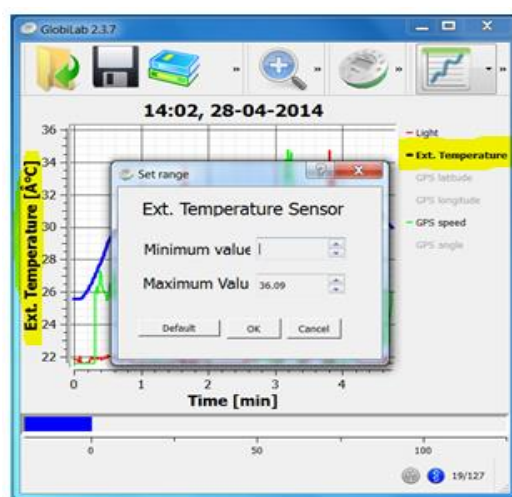 GlobiLab 2.3.7
14:02, 28-04-2014
Ext. Temperature [Å°C]
36
34
32
30
28
26
24
22
0 1 2 3 4
Time [min]
Light
Ext. Temperature
GPS latitude
GPS longitude
GPS speed
GPS angle
Set range
Ext. Temperature Sensor
Minimum value
Maximum Valu 36.09
Default OK Cancel
0 50 100
19/127